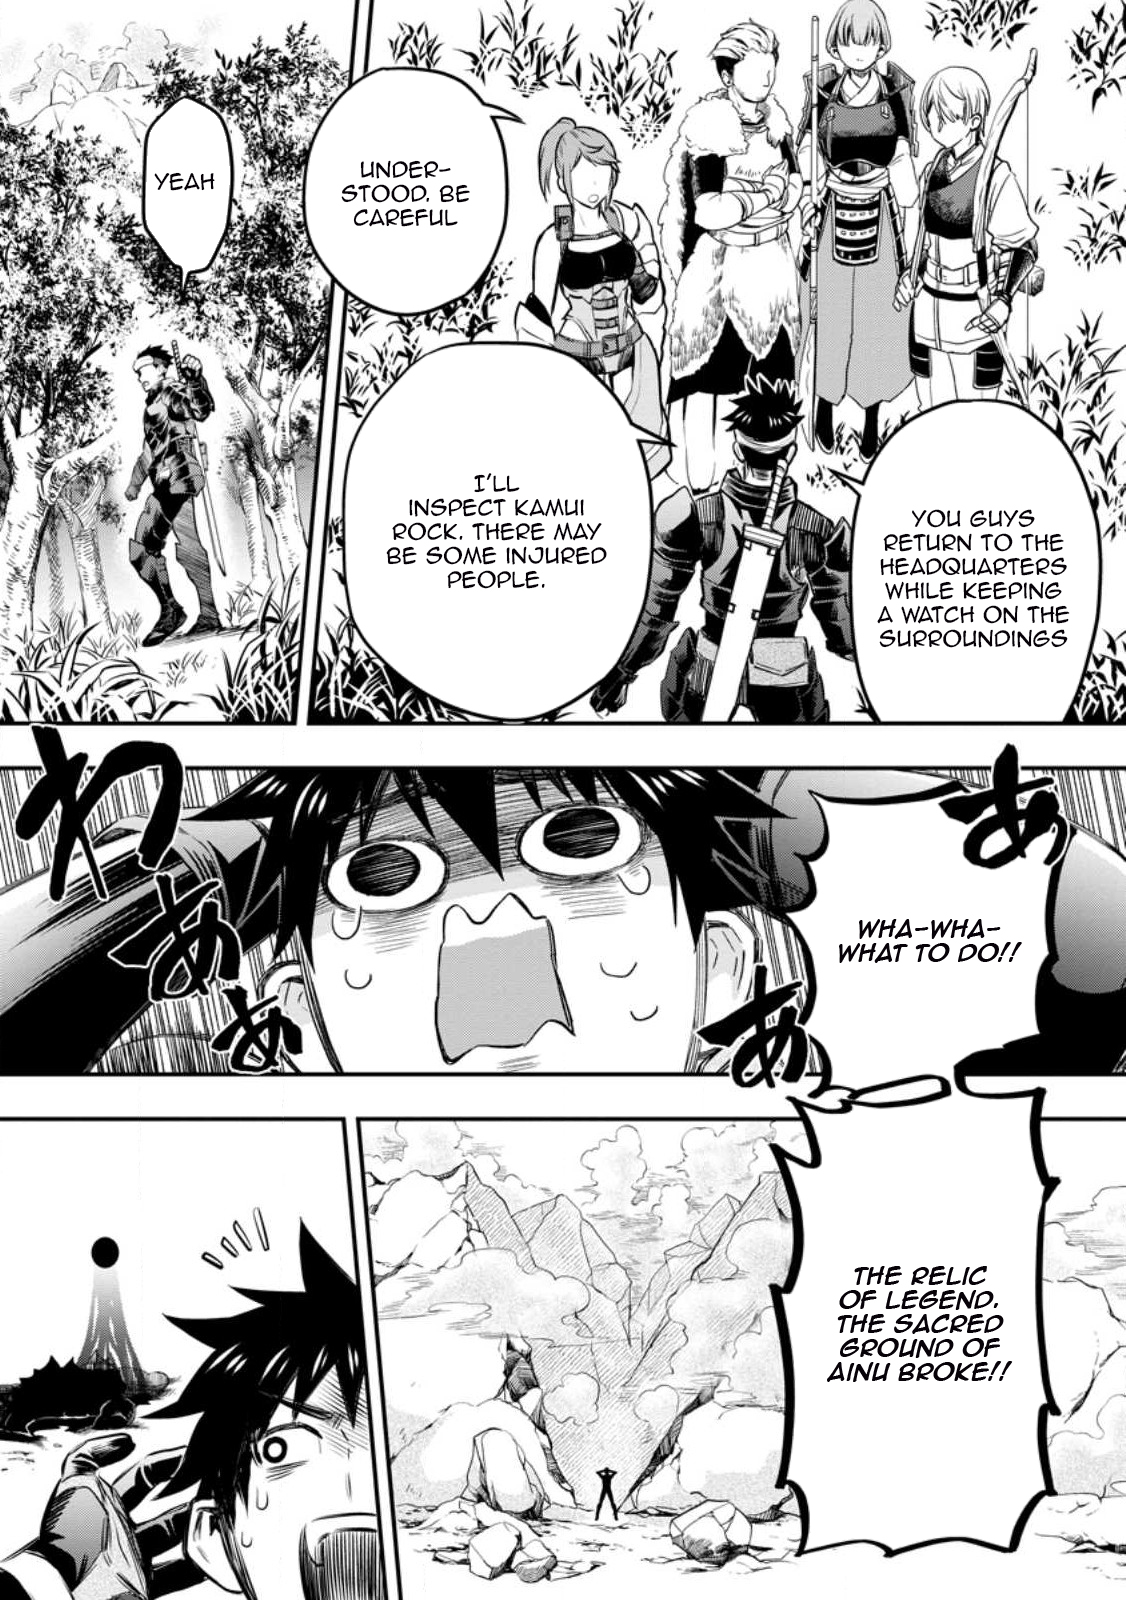 YOU GUYS
RETURN TO THE
HEADQUARTERS
WHILE KEEPING
A WATCH ON THE
SURROUNDINGS
I'LL
INSPECT KAMUI
ROCK. THERE MAY
BE SOME INJURED
PEOPLE.
UNDER-
STOOD. BE
CAREFUL
YEAH
WHA-WHA-
WHAT TO DO!!
あ
わ
あ
あ
あぁ
THE RELIC
OF LEGEND.
THE SACRED
GROUND OF
AINU BROKE!!